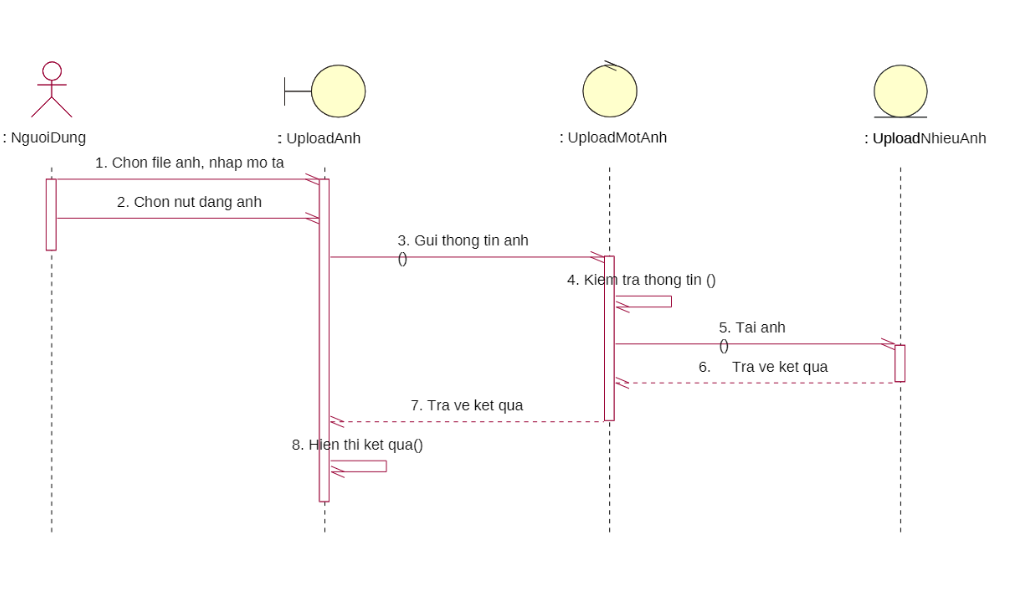 : NguoiDung
: UploadAnh
: UploadMotAnh
: UploadNhieuAnh
1. Chon file anh, nhap mo ta
2. Chon nut dang anh
3. Gui thong tin anh
()
4. Kiem tra thong tin ()
5. Tai anh
()
6. Tra ve ket qua
7. Tra ve ket qua
8. Hien thi ket qua()